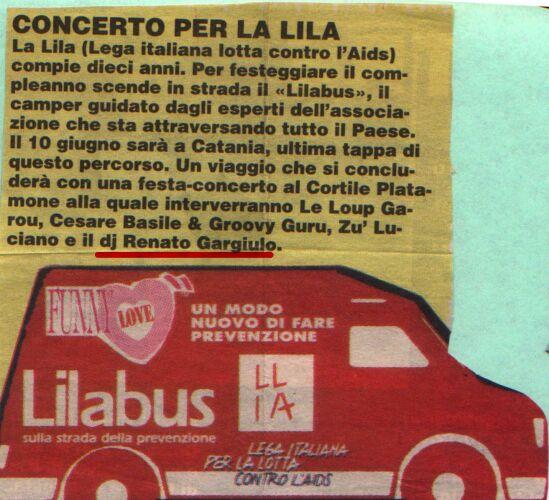 CONCERTO PER LA LILA
La Lila (Lega italiana lotta contro l'Aids)
compie dieci anni. Per festeggiare il com-
pleanno scende in strada il «Lilabus», il
camper guidato dagli esperti dell'associa-
zione che sta attraversando tutto il Paese.
Il 10 giugno sarà a Catania, ultima tappa di
questo percorso. Un viaggio che si conclu-
derà con una festa-concerto al Cortile Plata-
mone alla quale interverranno Le Loup Ga-
rou, Cesare Basile & Groovy Guru, Zu' Lu-
ciano e il dj Renato Gargiulo.
FUNNY LOVE
UN MODO
NUOVO DI FARE
PREVENZIONE
Lilabus
sulla strada della prevenzione
LL
IA
LEGA ITALIANA
PER LA LOTTA
CONTRO L'AIDS